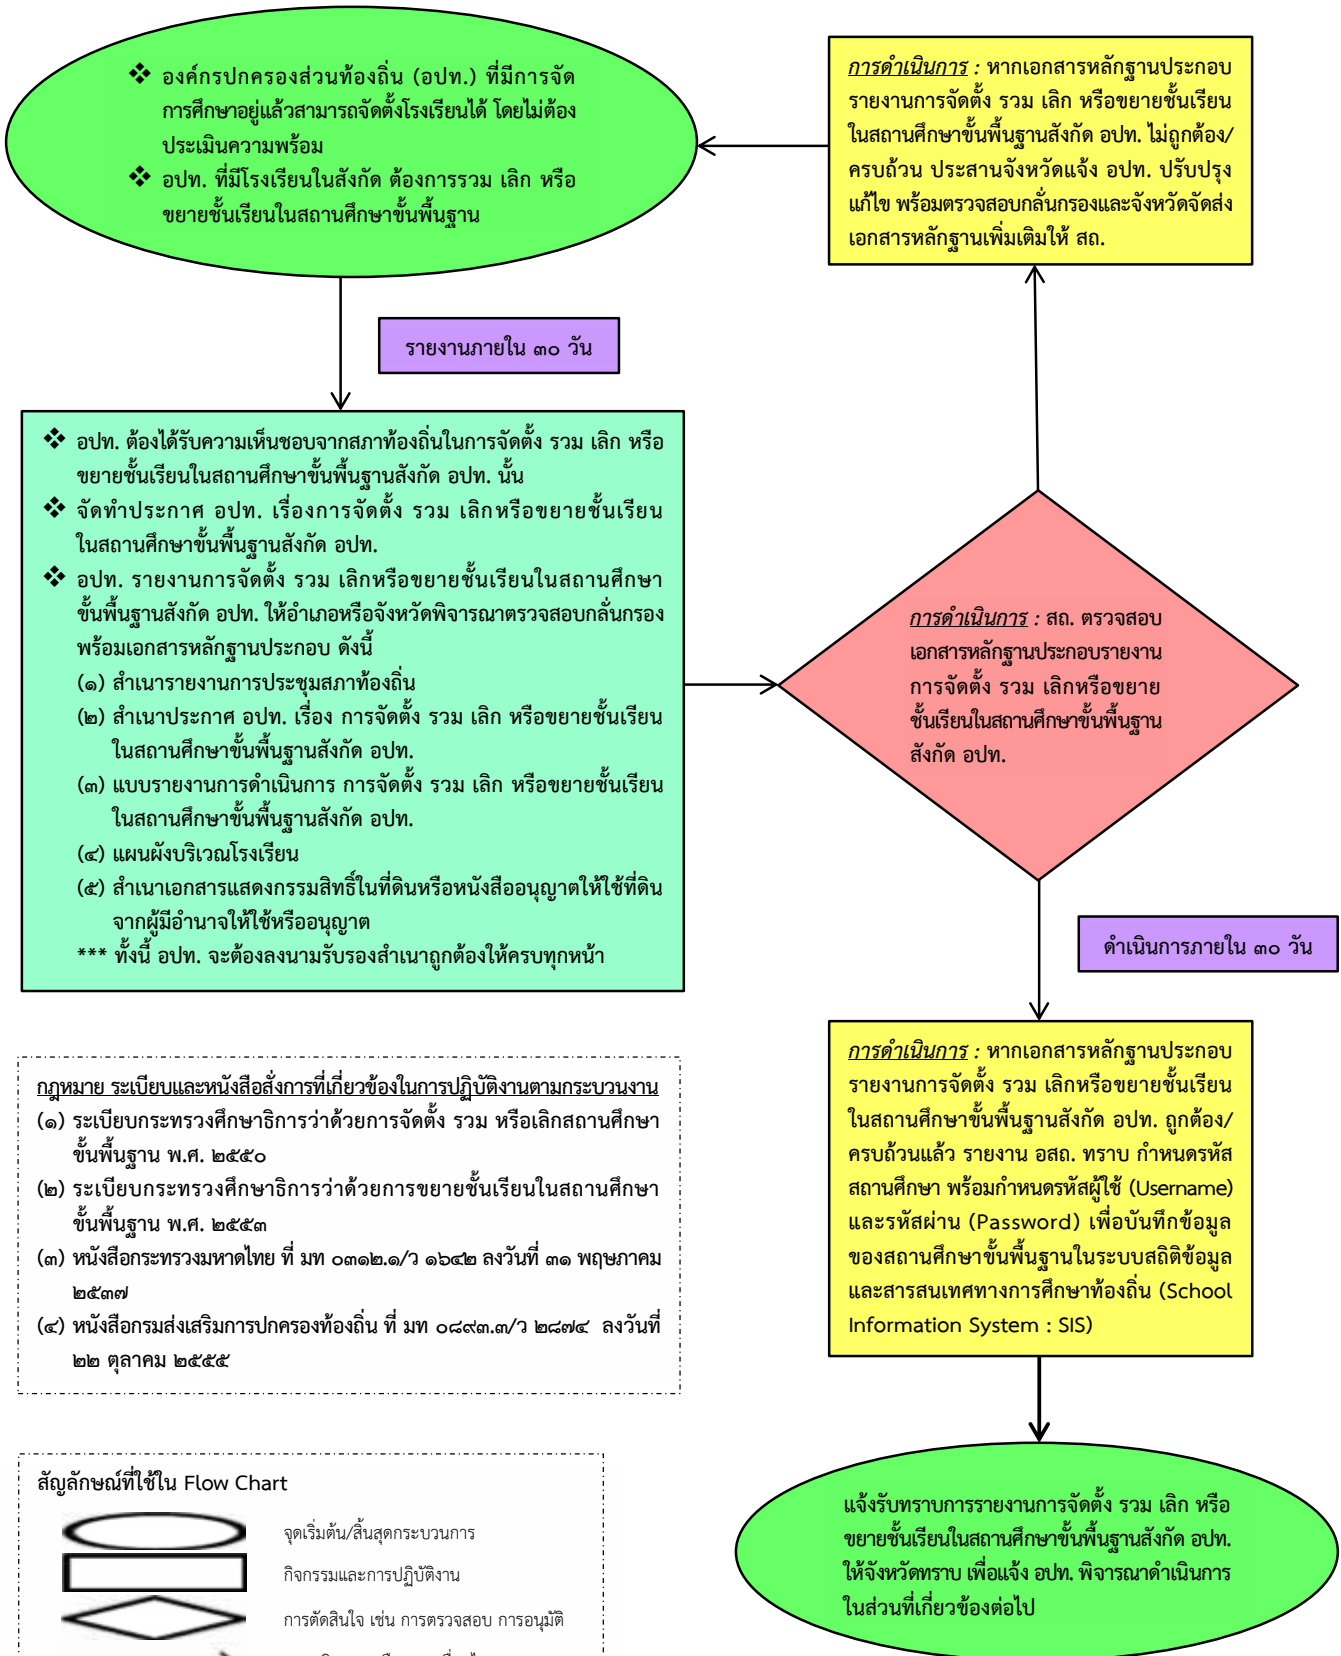 ❖ องค์กรปกครองส่วนท้องถิ่น (อปท.) ที่มีการจัด
การศึกษาอยู่แล้วสามารถจัดตั้งโรงเรียนได้ โดยไม่ต้อง
ประเมินความพร้อม
❖ อปท. ที่มีโรงเรียนในสังกัด ต้องการรวม เลิก หรือ
ขยายชั้นเรียนในสถานศึกษาขั้นพื้นฐาน
การดำเนินการ : หากเอกสารหลักฐานประกอบ
รายงานการจัดตั้ง รวม เลิก หรือขยายชั้นเรียน
ในสถานศึกษาขั้นพื้นฐานสังกัด อปท. ไม่ถูกต้อง/
ครบถ้วน ประสานจังหวัดแจ้ง อปท. ปรับปรุง
แก้ไข พร้อมตรวจสอบกลั่นกรองและจังหวัดจัดส่ง
เอกสารหลักฐานเพิ่มเติมให้ สถ.
รายงานภายใน ๓๐ วัน
❖ อปท. ต้องได้รับความเห็นชอบจากสภาท้องถิ่นในการจัดตั้ง รวม เลิก หรือ
ขยายชั้นเรียนในสถานศึกษาขั้นพื้นฐานสังกัด อปท. นั้น
❖ จัดทำประกาศ อปท. เรื่องการจัดตั้ง รวม เลิกหรือขยายชั้นเรียน
ในสถานศึกษาขั้นพื้นฐานสังกัด อปท.
❖ อปท. รายงานการจัดตั้ง รวม เลิกหรือขยายชั้นเรียนในสถานศึกษา
ขั้นพื้นฐานสังกัด อปท. ให้อำเภอหรือจังหวัดพิจารณาตรวจสอบกลั่นกรอง
พร้อมเอกสารหลักฐานประกอบ ดังนี้
(๑) สำเนารายงานการประชุมสภาท้องถิ่น
(๒) สำเนาประกาศ อปท. เรื่อง การจัดตั้ง รวม เลิก หรือขยายชั้นเรียน
ในสถานศึกษาขั้นพื้นฐานสังกัด อปท.
(๓) แบบรายงานการดำเนินการ การจัดตั้ง รวม เลิก หรือขยายชั้นเรียน
ในสถานศึกษาขั้นพื้นฐานสังกัด อปท.
(๔) แผนผังบริเวณโรงเรียน
(๕) สำเนาเอกสารแสดงกรรมสิทธิ์ในที่ดินหรือหนังสืออนุญาตให้ใช้ที่ดิน
จากผู้มีอำนาจให้ใช้หรืออนุญาต
*** ทั้งนี้ อปท. จะต้องลงนามรับรองสำเนาถูกต้องให้ครบทุกหน้า
การดำเนินการ : สถ. ตรวจสอบ
เอกสารหลักฐานประกอบรายงาน
การจัดตั้ง รวม เลิกหรือขยาย
ชั้นเรียนในสถานศึกษาขั้นพื้นฐาน
สังกัด อปท.
ดำเนินการภายใน ๓๐ วัน
การดำเนินการ : หากเอกสารหลักฐานประกอบ
รายงานการจัดตั้ง รวม เลิกหรือขยายชั้นเรียน
ในสถานศึกษาขั้นพื้นฐานสังกัด อปท. ถูกต้อง/
ครบถ้วนแล้ว รายงาน อสถ. ทราบ กำหนดรหัส
สถานศึกษา พร้อมกำหนดรหัสผู้ใช้ (Username)
และรหัสผ่าน (Password) เพื่อบันทึกข้อมูล
ของสถานศึกษาขั้นพื้นฐานในระบบสถิติข้อมูล
และสารสนเทศทางการศึกษาท้องถิ่น (School
Information System : SIS)
กฎหมาย ระเบียบและหนังสือสั่งการที่เกี่ยวข้องในการปฏิบัติงานตามกระบวนงาน
(๑) ระเบียบกระทรวงศึกษาธิการว่าด้วยการจัดตั้ง รวม หรือเลิกสถานศึกษา
ขั้นพื้นฐาน พ.ศ. ๒๕๕๐
(๒) ระเบียบกระทรวงศึกษาธิการว่าด้วยการขยายชั้นเรียนในสถานศึกษา
ขั้นพื้นฐาน พ.ศ. ๒๕๕๓
(๓) หนังสือกระทรวงมหาดไทย ที่ มท ๐๓๑๒.๑/ว ๑๖๔๒ ลงวันที่ ๓๑ พฤษภาคม
๒๕๓๗
(๔) หนังสือกรมส่งเสริมการปกครองท้องถิ่น ที่ มท ๐๘๙๓.๓/ว ๒๘๗๔ ลงวันที่
๒๒ ตุลาคม ๒๕๕๕
แจ้งรับทราบการรายงานการจัดตั้ง รวม เลิก หรือ
ขยายชั้นเรียนในสถานศึกษาขั้นพื้นฐานสังกัด อปท.
ให้จังหวัดทราบ เพื่อแจ้ง อปท. พิจารณาดำเนินการ
ในส่วนที่เกี่ยวข้องต่อไป
สัญลักษณ์ที่ใช้ใน Flow Chart
จุดเริ่มต้น/สิ้นสุดกระบวนการ
กิจกรรมและการปฏิบัติงาน
การตัดสินใจ เช่น การตรวจสอบ การอนุมัติ